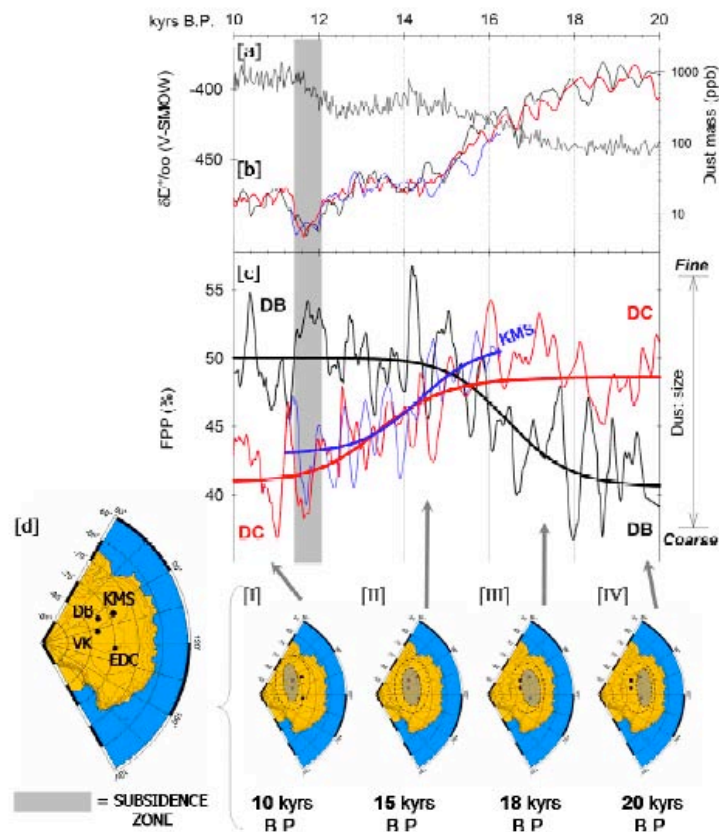 kyrs B.P. 10 12 14 16 18 20
[a]
-400
-450
δD°/oo (V-SMOW)
1000
100
10
Dust mass (ppb)
[b]
[c]
Fine
55
50
45
40
FPP (%)
DB
DC
KMS
DC
DB
Dust size
Coarse
[d]
DB
KMS
VK
EDC
[I] [II] [III] [IV]
10 kyrs 15 kyrs 18 kyrs 20 kyrs
B.P. B.P. B.P. B.P.
= SUBSIDENCE
ZONE